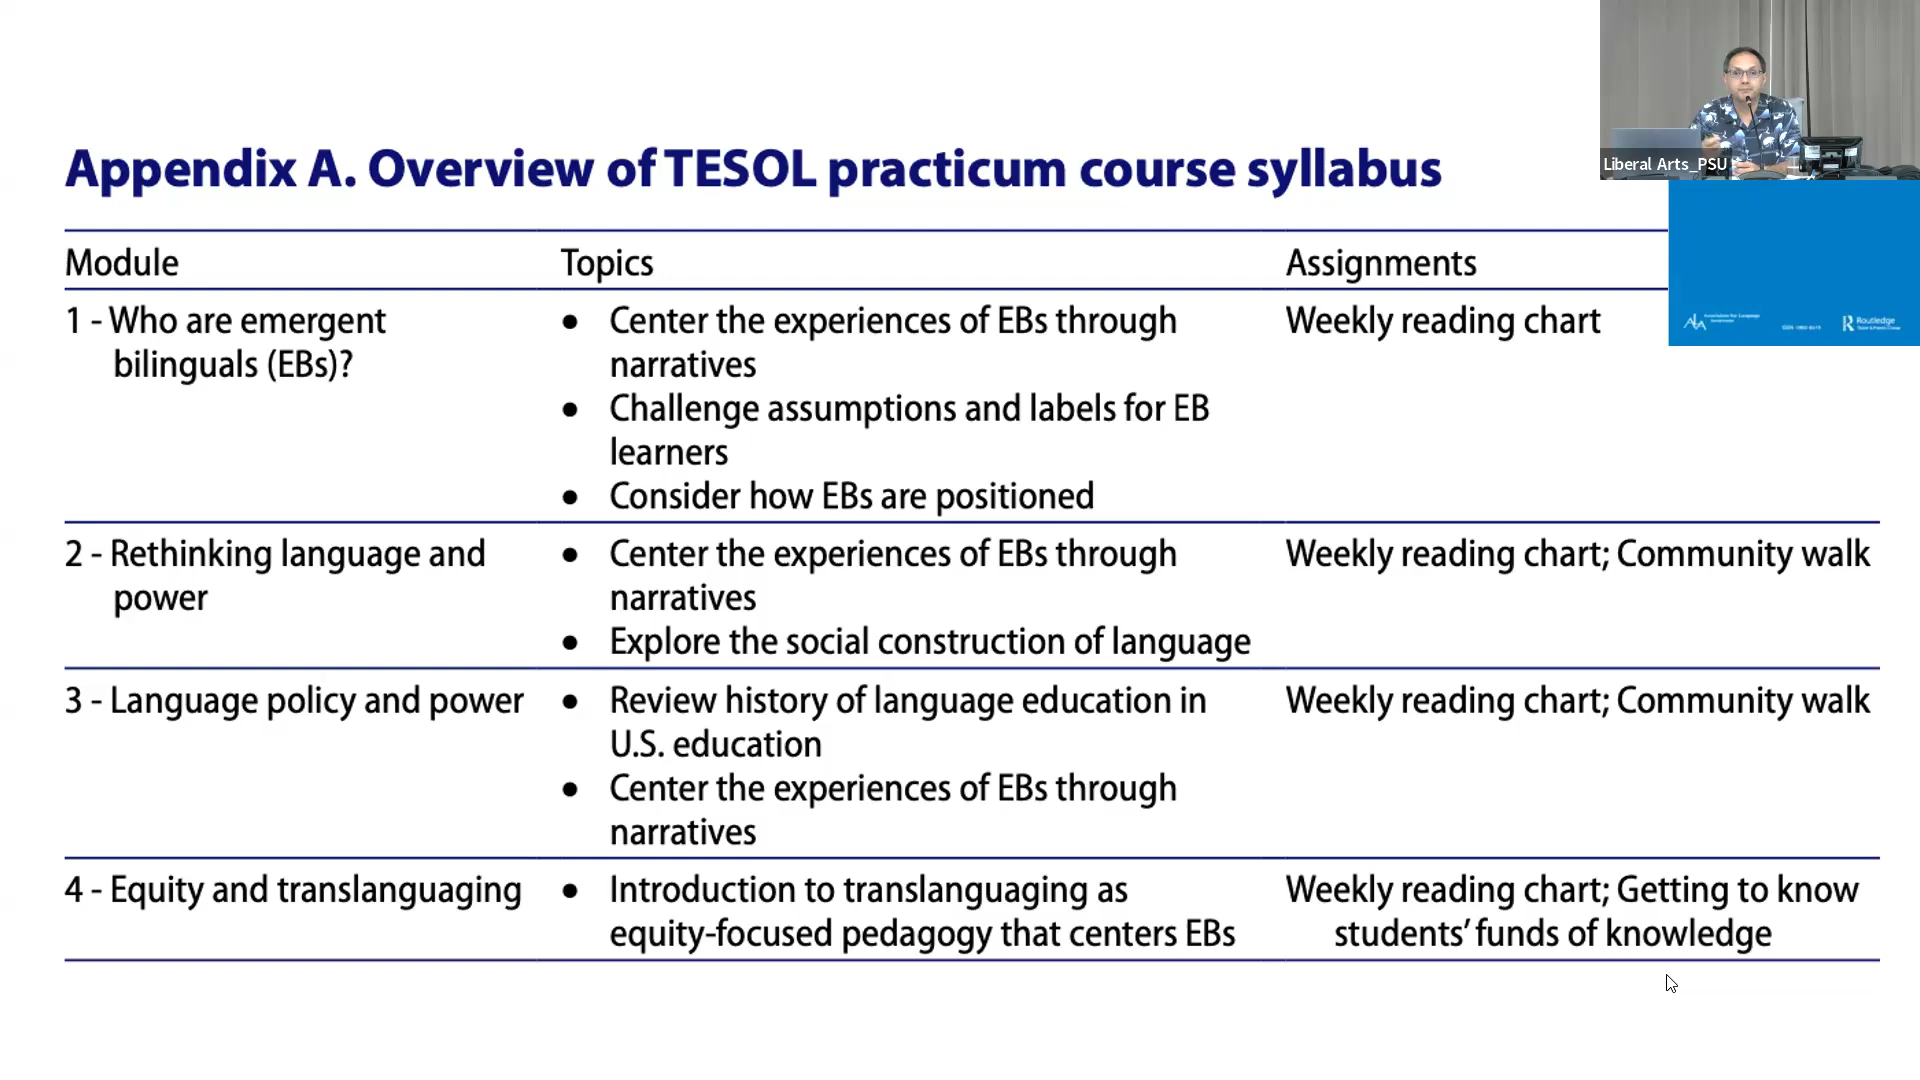 Liberal Arts_PSU
Appendix A. Overview of TESOL practicum course syllabus
Module Topics Assignments
1 - Who are emergent
bilinguals (EBs)?
• Center the experiences of EBs through
narratives
• Challenge assumptions and labels for EB
learners
• Consider how EBs are positioned
Weekly reading chart
2 - Rethinking language and
power
• Center the experiences of EBs through
narratives
• Explore the social construction of language
Weekly reading chart; Community walk
3 - Language policy and power
• Review history of language education in
U.S. education
• Center the experiences of EBs through
narratives
Weekly reading chart; Community walk
4 - Equity and translanguaging
• Introduction to translanguaging as
equity-focused pedagogy that centers EBs
Weekly reading chart; Getting to know
students’ funds of knowledge
Association for Language
Routledge